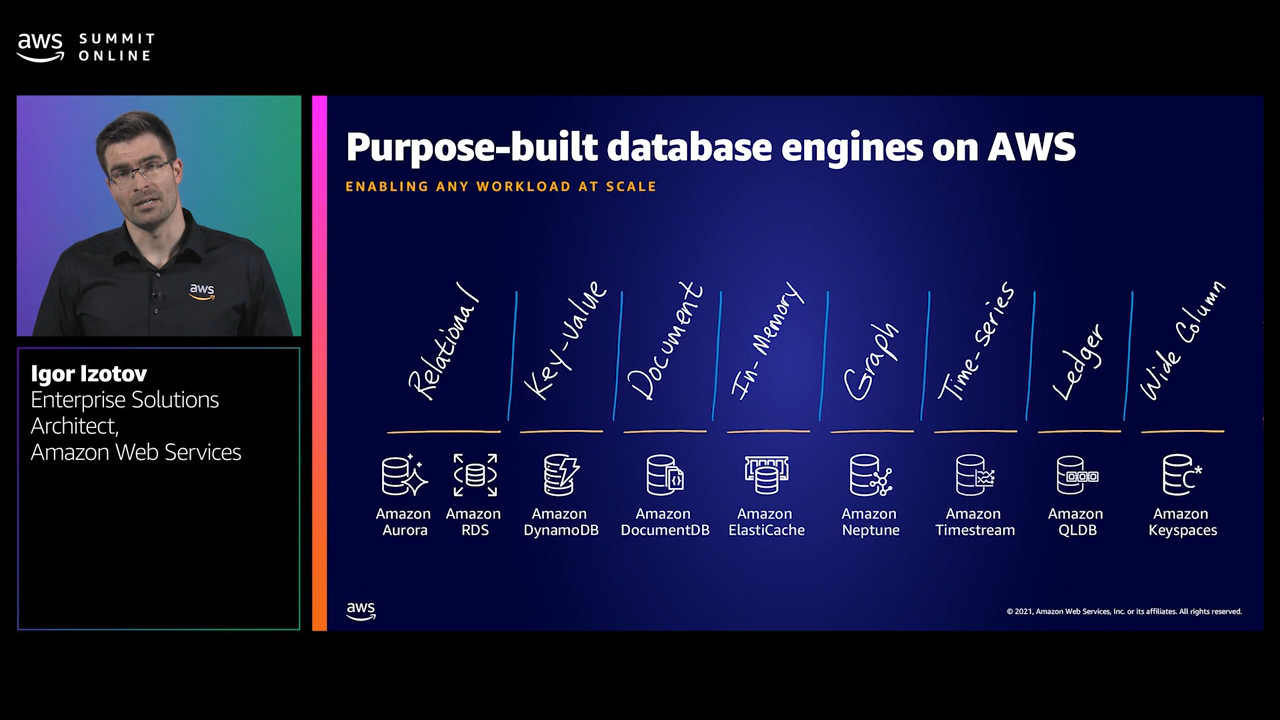 aws SUMMIT
ONLINE
aws
Igor Izotov
Enterprise Solutions
Architect,
Amazon Web Services
Purpose-built database engines on AWS
ENABLING ANY WORKLOAD AT SCALE
Relational
Key-value
Document
In-Memory
Graph
Time-series
Ledger
Wide Column
Amazon
Aurora
Amazon
RDS
Amazon
DynamoDB
Amazon
DocumentDB
Amazon
ElastiCache
Amazon
Neptune
Amazon
Timestream
Amazon
QLDB
Amazon
Keyspaces
aws
© 2021, Amazon Web Services, Inc. or its affiliates. All rights reserved.